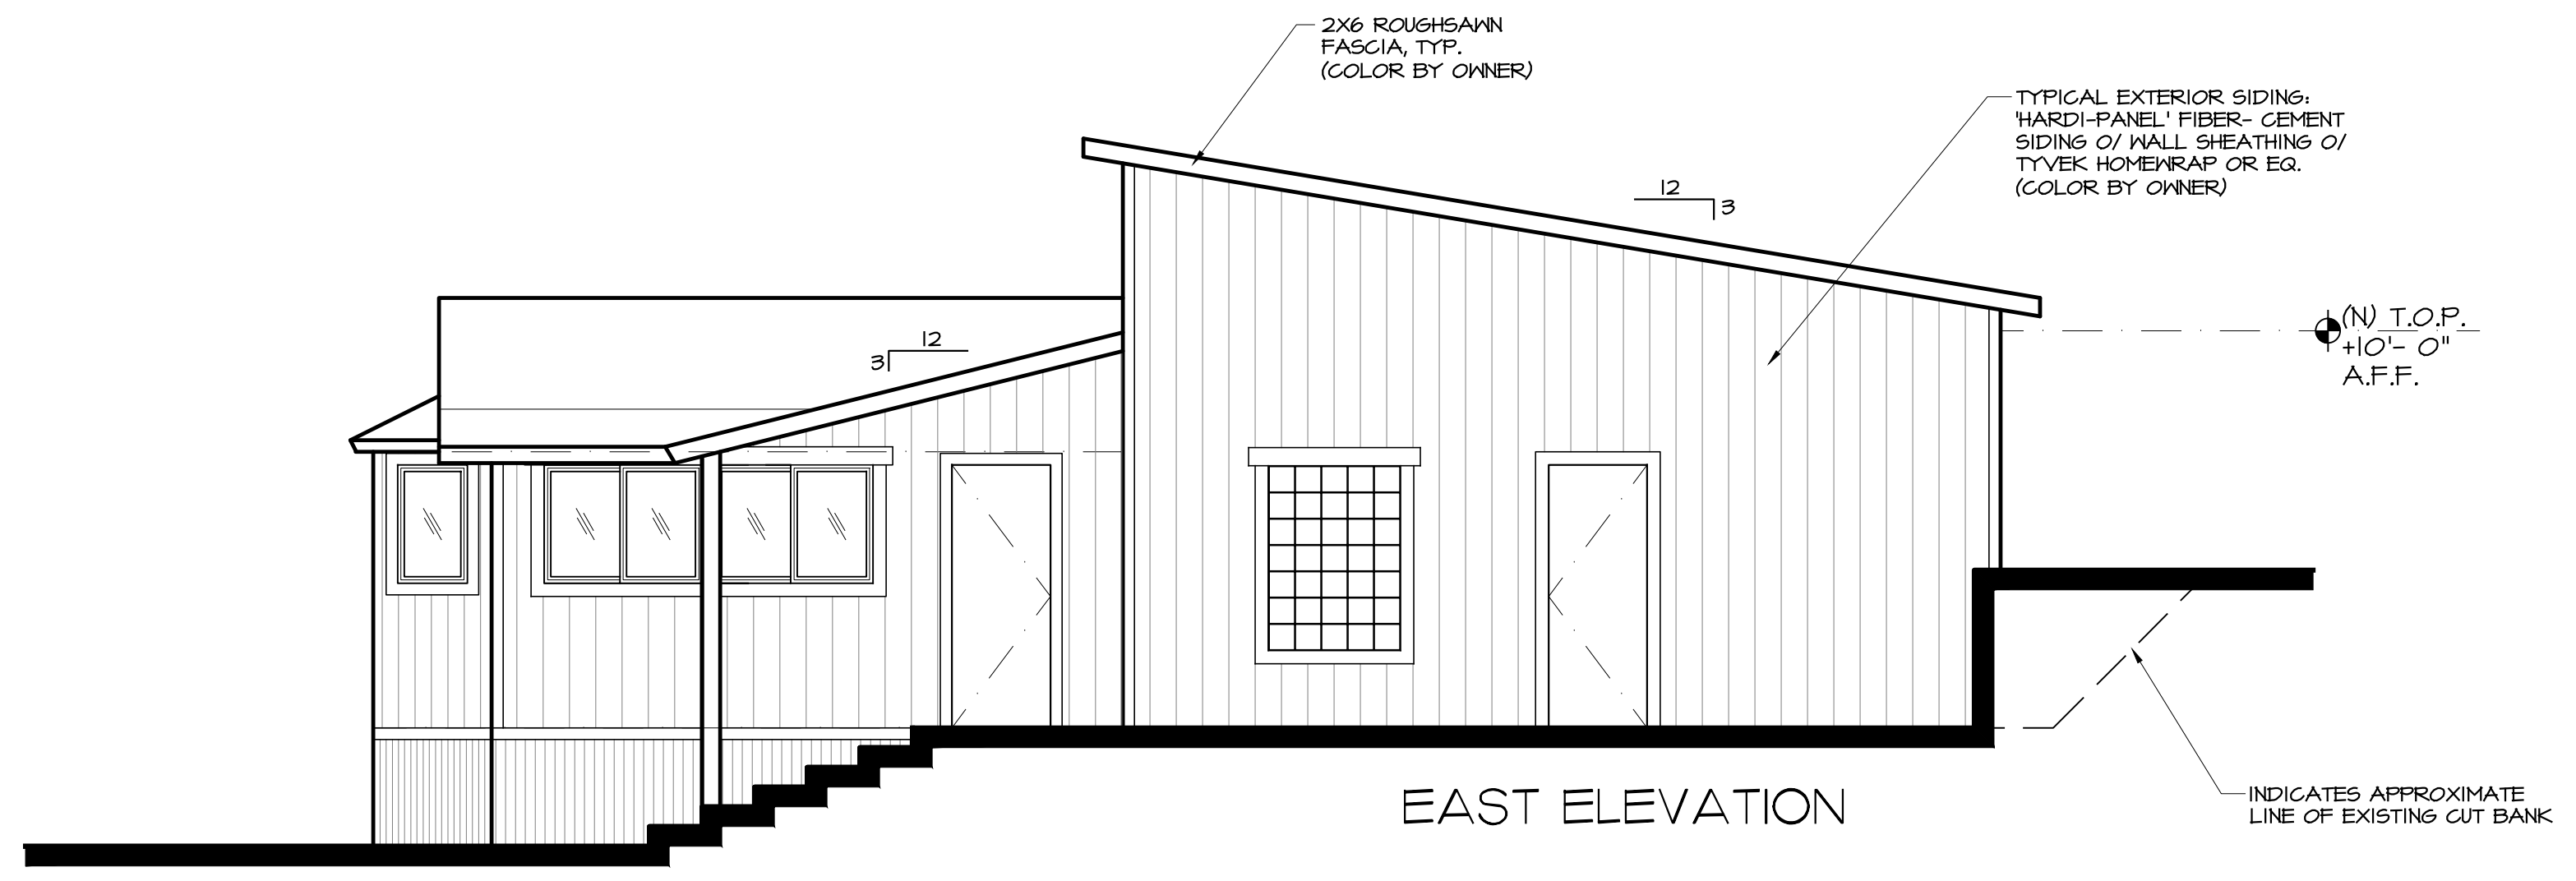 2X6 ROUGHSAWN
FASCIA, TYP.
(COLOR BY OWNER)
TYPICAL EXTERIOR SIDING:
'HARDI-PANEL' FIBER- CEMENT
SIDING O/ WALL SHEATHING O/
TYVEK HOMEWRAP OR EQ.
(COLOR BY OWNER)
12
3
(N) T.O.P.
+10'- 0"
A.F.F.
12
3
EAST ELEVATION
INDICATES APPROXIMATE
LINE OF EXISTING CUT BANK